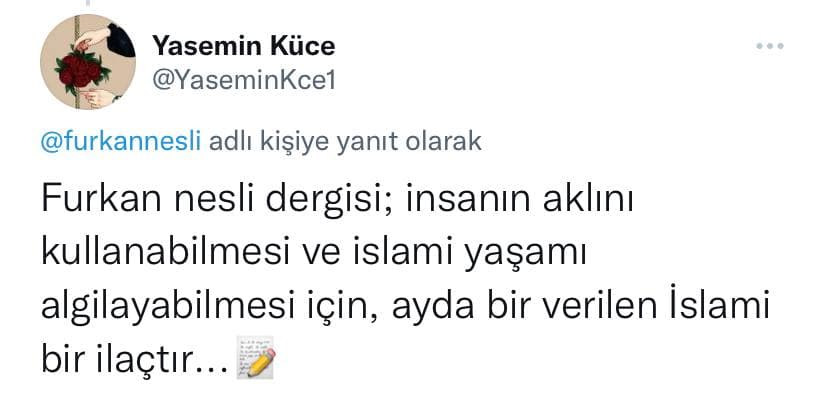 Yasemin Küce
@YaseminKce1
@furkannesli adlı kişiye yanıt olarak
Furkan nesli dergisi; insanın aklını
kullanabilmesi ve islami yaşamı
algilayabilmesi için, ayda bir verilen İslami
bir ilaçtır...📝